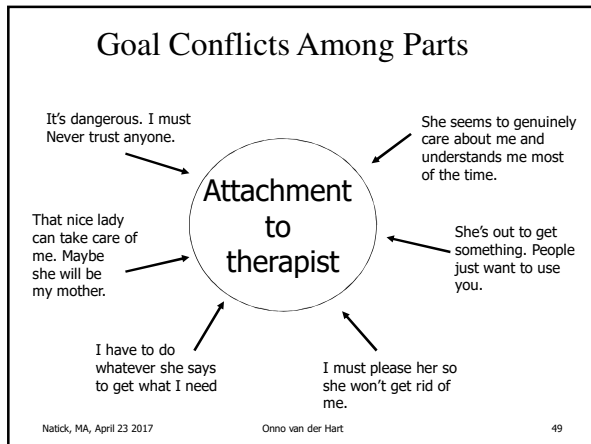 Goal Conflicts Among Parts
It's dangerous. I must
Never trust anyone.
She seems to genuinely
care about me and
understands me most
of the time.
Attachment
to
therapist
That nice lady
can take care of
me. Maybe
she will be
my mother.
She's out to get
something. People
just want to use
you.
I have to do
whatever she says
to get what I need
I must please her so
she won't get rid of
me.
Natick, MA, April 23 2017
Onno van der Hart
49